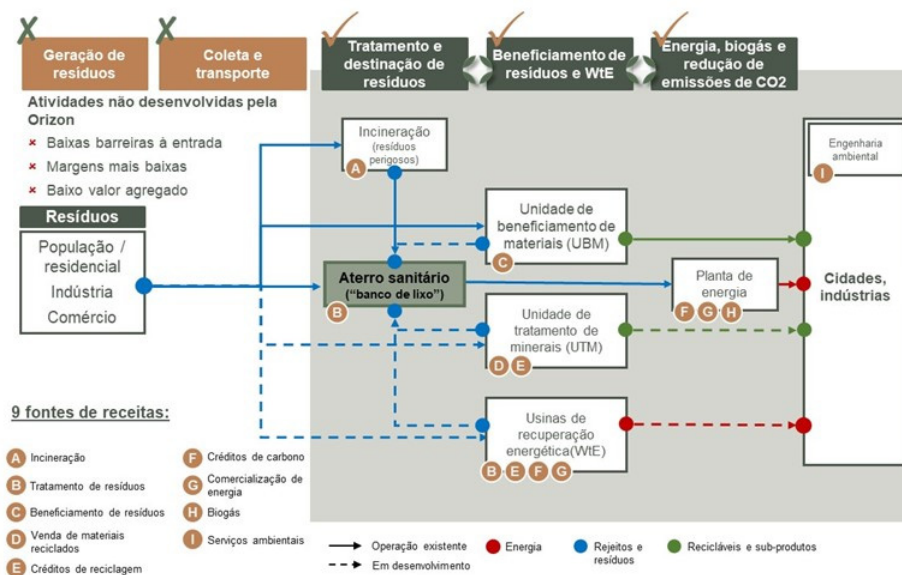 Geração de
resíduos
Coleta e
transporte
Tratamento e
destinação de
resíduos
Beneficiamento de
resíduos e WtE
Energia, biogás e
redução de
emissões de CO2
Atividades não desenvolvidas pela
Orizon
Baixas barreiras à entrada
Margens mais baixas
Baixo valor agregado
Resíduos
População /
residencial
Indústria
Comércio
Incineração
(resíduos
perigosos)
A
Unidade de
beneficiamento de
materiais (UBM)
C
Aterro sanitário
("banco de lixo")
B
Planta de
energia
F G H
Unidade de
tratamento de
minerais (UTM)
D E
Usinas de
recuperação
energética(WtE)
B E F G
Engenharia
ambiental
I
Cidades,
indústrias
9 fontes de receitas:
A Incineração
B Tratamento de resíduos
C Beneficiamento de resíduos
D Venda de materiais
reciclados
E Créditos de reciclagem
F Créditos de carbono
G Comercialização de
energia
H Biogás
I Serviços ambientais
Operação existente
Em desenvolvimento
Energia
Rejeitos e
resíduos
Recicláveis e sub-produtos